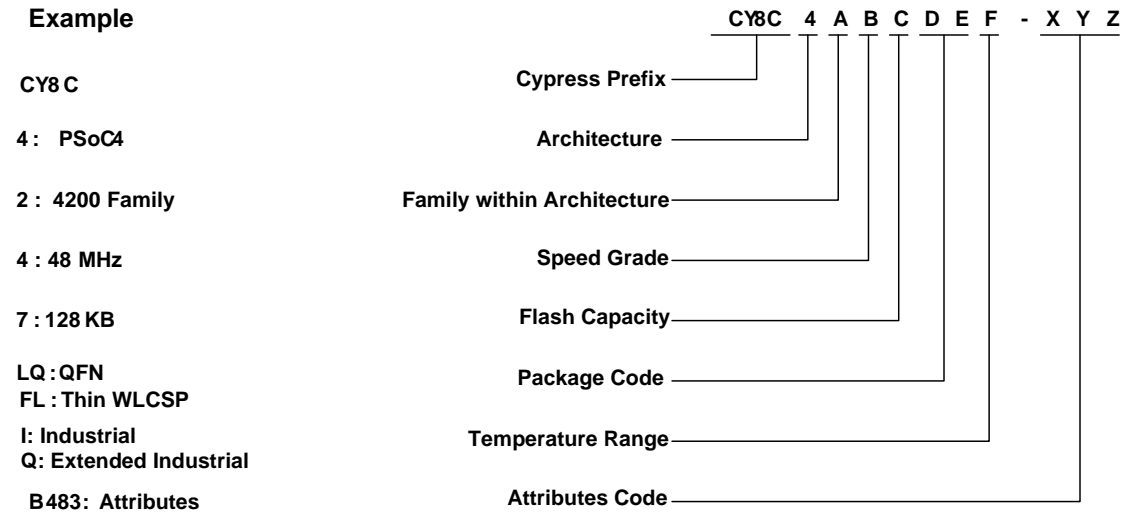 Example
CY8C 4 A B C D E F - X Y Z
CY8 C
Cypress Prefix
4 : PSoC4
Architecture
2 : 4200 Family
Family within Architecture
4 : 48 MHz
Speed Grade
7 : 128 KB
Flash Capacity
LQ : QFN
FL : Thin WLCSP
Package Code
I: Industrial
Q: Extended Industrial
Temperature Range
B483: Attributes
Attributes Code